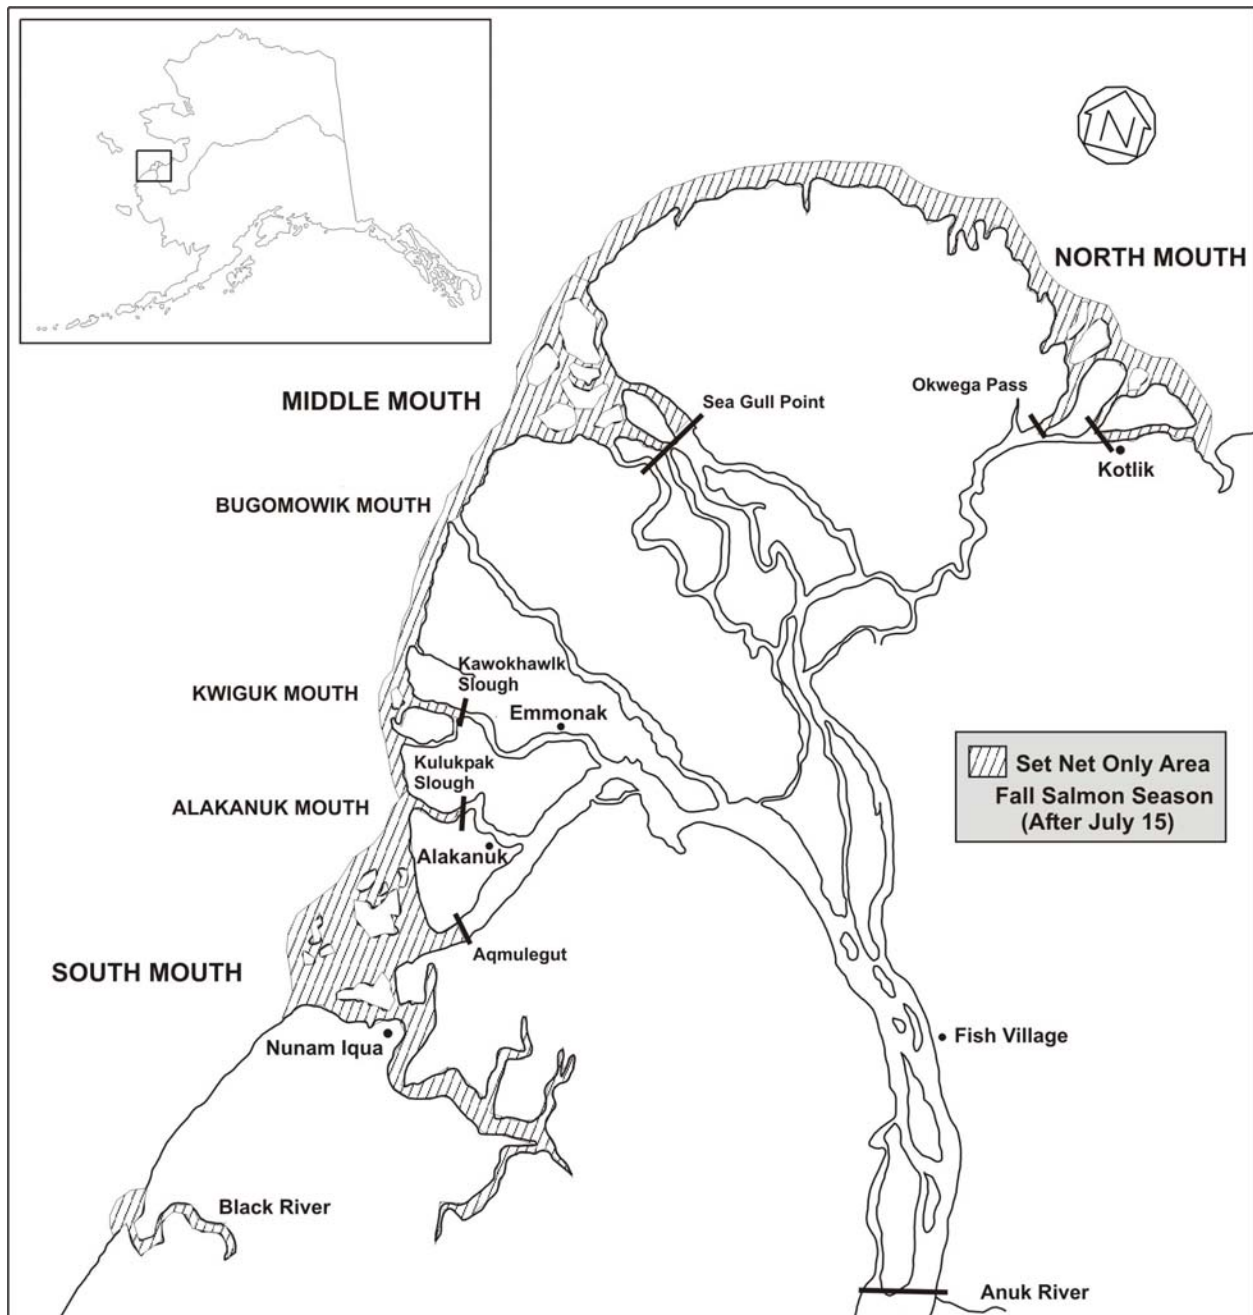 N
NORTH MOUTH
MIDDLE MOUTH
Okwega Pass
Sea Gull Point
Kotlik
BUGOMOWIK MOUTH
Kawokhawlk
Slough
KWIGUK MOUTH
Emmonak
Kulukpak
Slough
Set Net Only Area
Fall Salmon Season
(After July 15)
ALAKANUK MOUTH
Alakanuk
Aqmulegut
SOUTH MOUTH
Nunam Iqua
Fish Village
Black River
Anuk River